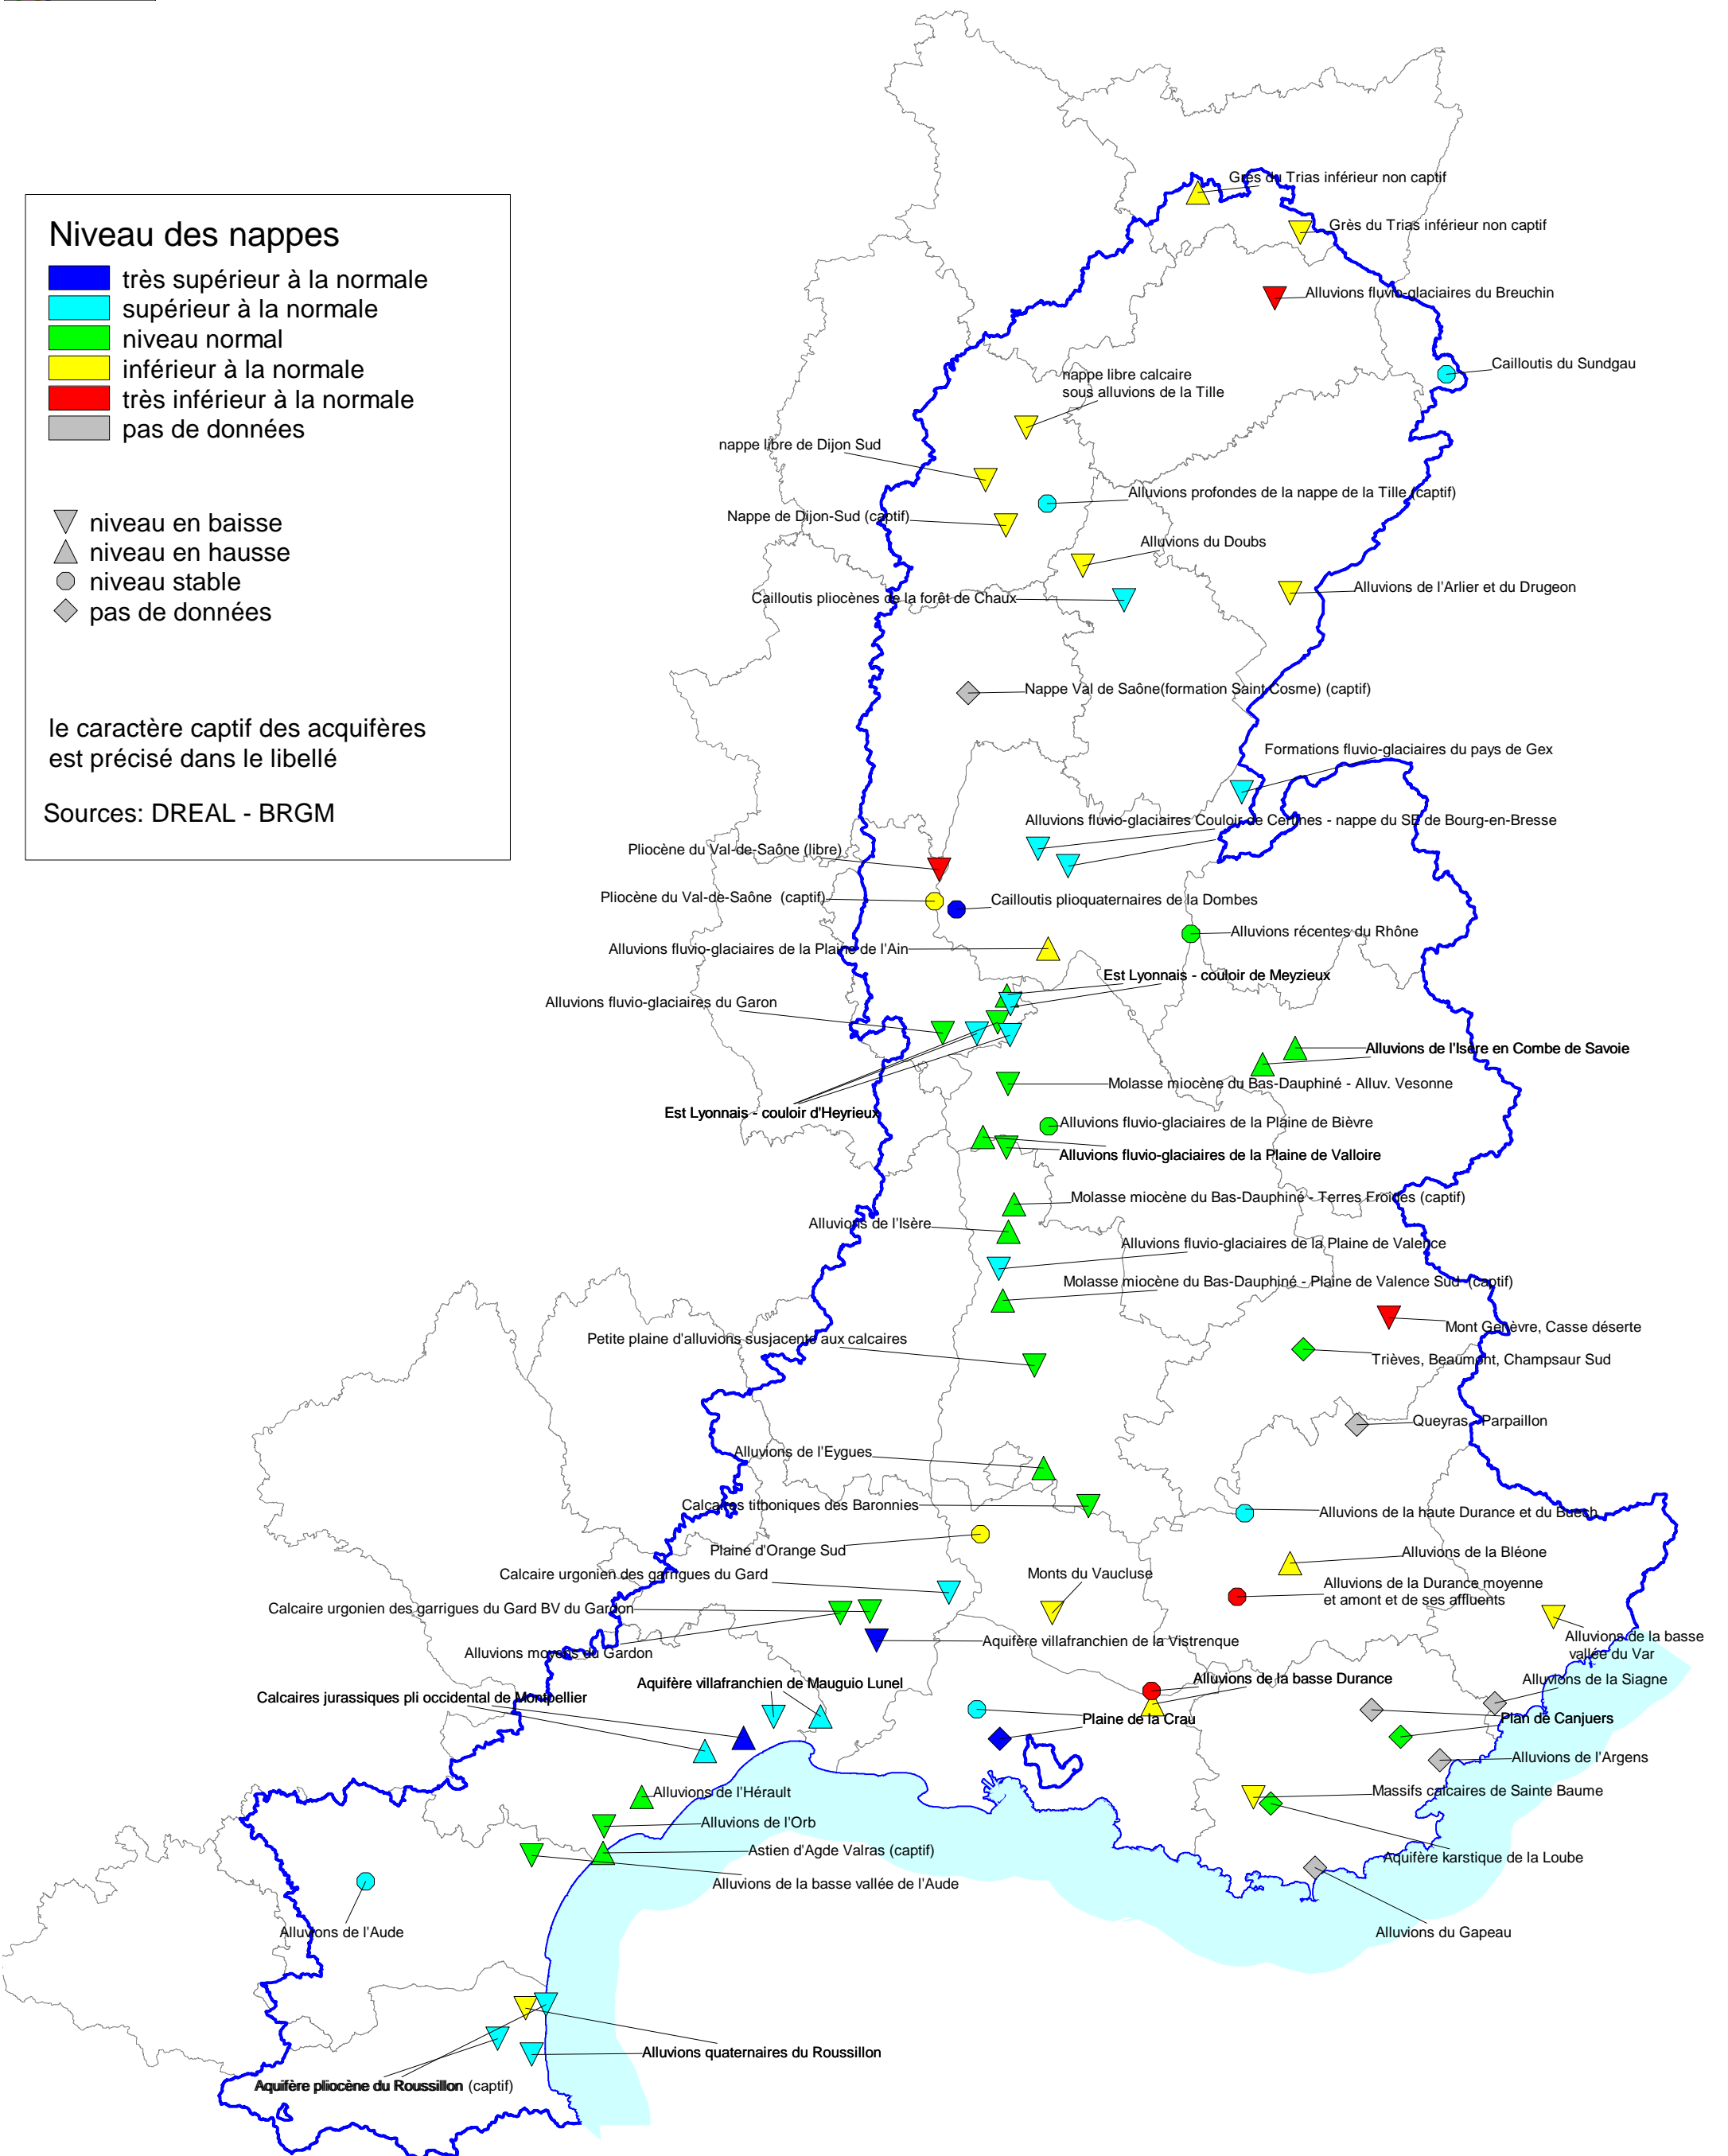 Niveau des nappes
très supérieur à la normale
supérieur à la normale
niveau normal
inférieur à la normale
très inférieur à la normale
pas de données
niveau en baisse
niveau en hausse
niveau stable
pas de données
le caractère captif des acquifères
est précisé dans le libellé
Sources: DREAL - BRGM
Grès du Trias inférieur non captif
Grès du Trias inférieur non captif
Alluvions fluvio-glaciaires du Breuchin
Cailloutis du Sundgau
nappe libre calcaire
sous alluvions de la Tille
nappe libre de Dijon Sud
Alluvions profondes de la nappe de la Tille (captif)
Nappe de Dijon-Sud (captif)
Alluvions du Doubs
Alluvions de l'Arlier et du Drugeon
Cailloutis pliocènes de la forêt de Chaux
Nappe Val de Saône(formation Saint Cosme) (captif)
Formations fluvio-glaciaires du pays de Gex
Alluvions fluvio-glaciaires Couloir de Certines - nappe du SE de Bourg-en-Bresse
Pliocène du Val-de-Saône (libre)
Pliocène du Val-de-Saône (captif)
Cailloutis plioquaternaires de la Dombes
Alluvions récentes du Rhône
Alluvions fluvio-glaciaires de la Plaine de l'Ain
Est Lyonnais - couloir de Meyzieux
Alluvions fluvio-glaciaires du Garon
Alluvions de l'Isère en Combe de Savoie
Molasse miocène du Bas-Dauphiné - Alluv. Vesonne
Est Lyonnais - couloir d'Heyrieux
Alluvions fluvio-glaciaires de la Plaine de Bièvre
Alluvions fluvio-glaciaires de la Plaine de Valloire
Molasse miocène du Bas-Dauphiné - Terres Froides (captif)
Alluvions de l'Isère
Alluvions fluvio-glaciaires de la Plaine de Valence
Molasse miocène du Bas-Dauphiné - Plaine de Valence Sud (captif)
Mont Genèvre, Casse déserte
Petite plaine d'alluvions susjacente aux calcaires
Trièves, Beaumont, Champsaur Sud
Queyras - Parpaillon
Alluvions de l'Eygues
Calcaires tithoniques des Baronnies
Alluvions de la haute Durance et du Buech
Plaine d'Orange Sud
Alluvions de la Bléone
Calcaire urgonien des garrigues du Gard
Monts du Vaucluse
Alluvions de la Durance moyenne
et amont et de ses affluents
Calcaire urgonien des garrigues du Gard BV du Gardon
Alluvions de la basse
vallée du Var
Aquifère villafranchien de la Vistrenque
Alluvions moyens du Gardon
Alluvions de la basse Durance
Alluvions de la Siagne
Aquifère villafranchien de Mauguio Lunel
Calcaires jurassiques pli occidental de Montpellier
Plaine de la Crau
Plan de Canjuers
Alluvions de l'Argens
Alluvions de l'Hérault
Massifs calcaires de Sainte Baume
Alluvions de l'Orb
Astien d'Agde Valras (captif)
Aquifère karstique de la Loube
Alluvions de la basse vallée de l'Aude
Alluvions de l'Aude
Alluvions du Gapeau
Alluvions quaternaires du Roussillon
Aquifère pliocène du Roussillon (captif)